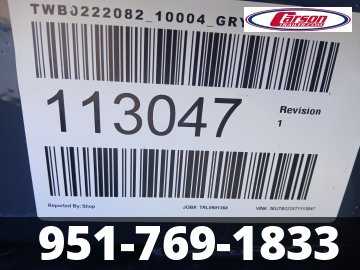 TWB0222082_10004_GRY
Carson
113047
Revision
1
Reported By: Shop
951-769-1833